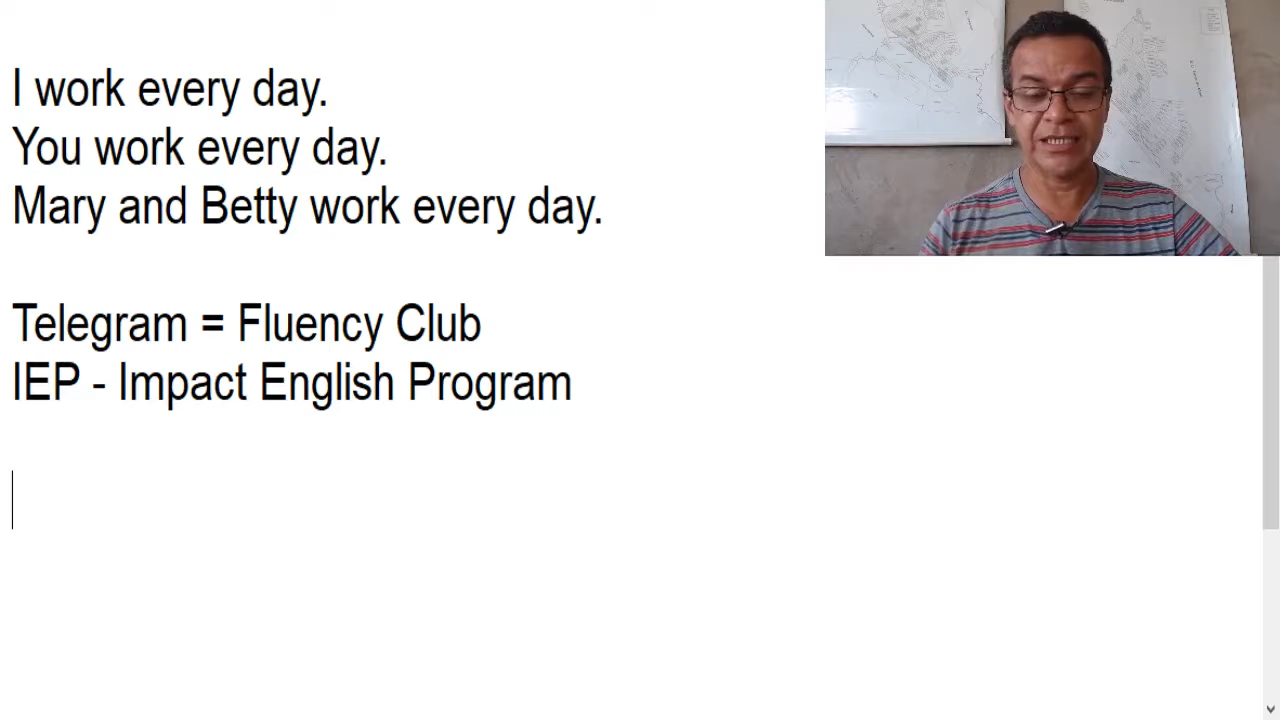 I work every day.
You work every day.
Mary and Betty work every day.
Telegram = Fluency Club
IEP - Impact English Program